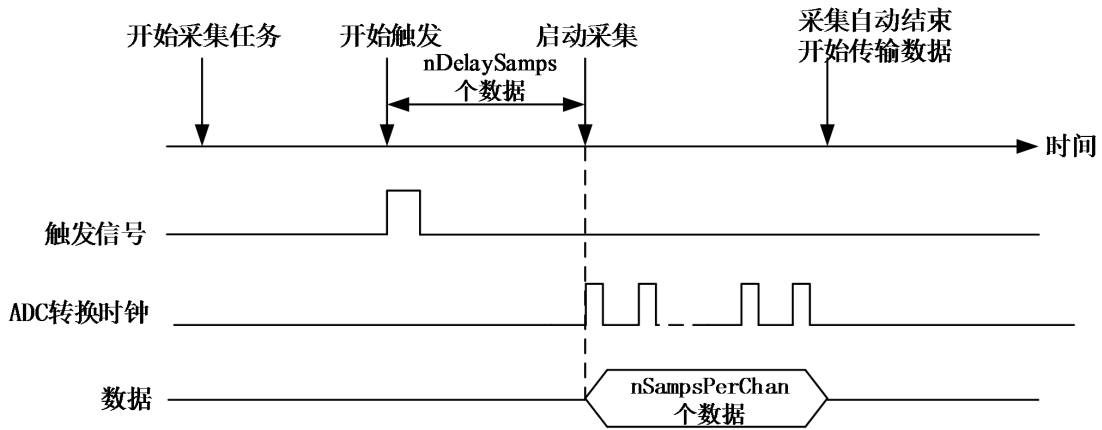 开始采集任务
开始触发
启动采集
采集自动结束
开始传输数据
nDelaySamps
个数据
时间
触发信号
ADC转换时钟
数据
nSampsPerChan
个数据